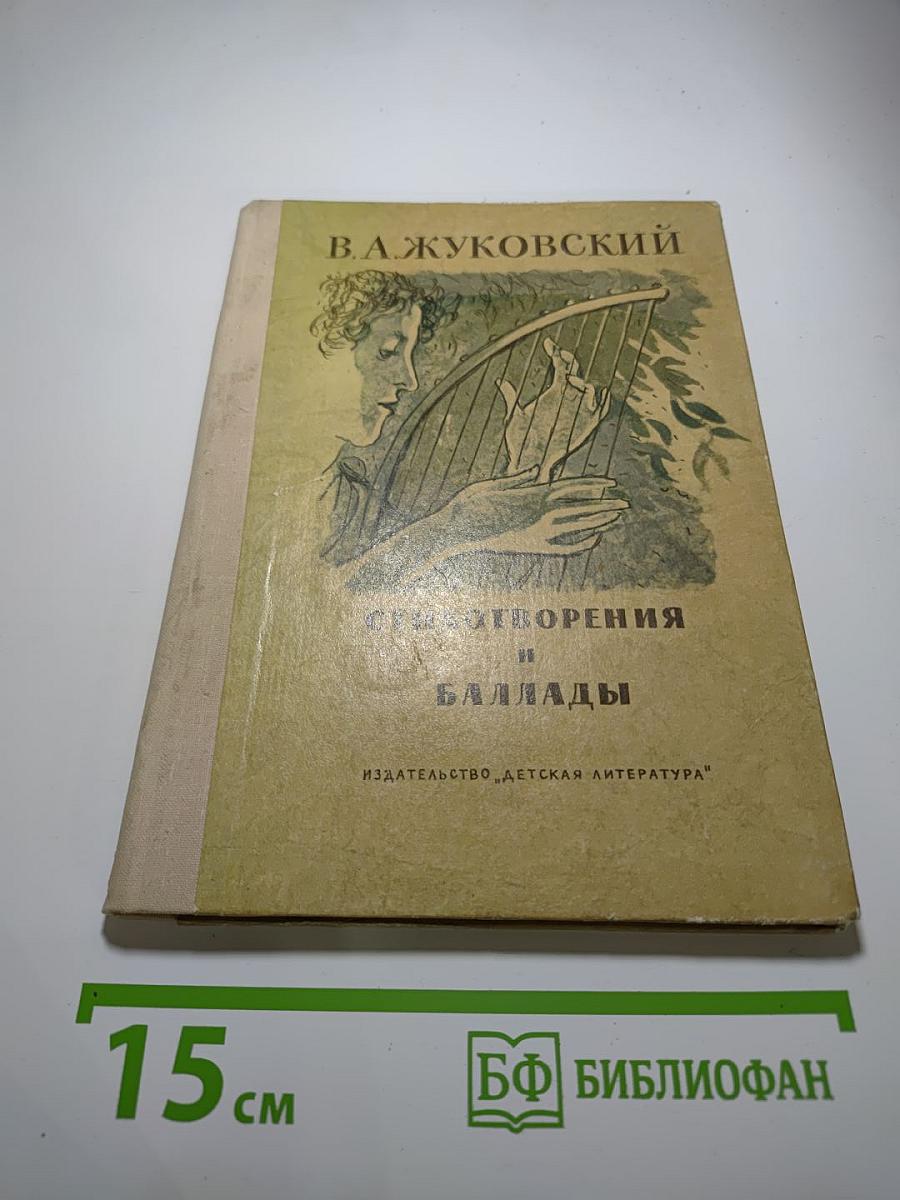 В. А. ЖУКОВСКИЙ
СТИХОТВОРЕНИЯ
и
БАЛЛАДЫ
ИЗДАТЕЛЬСТВО „ДЕТСКАЯ ЛИТЕРАТУРА"
15 см
БФ БИБЛИОФАН